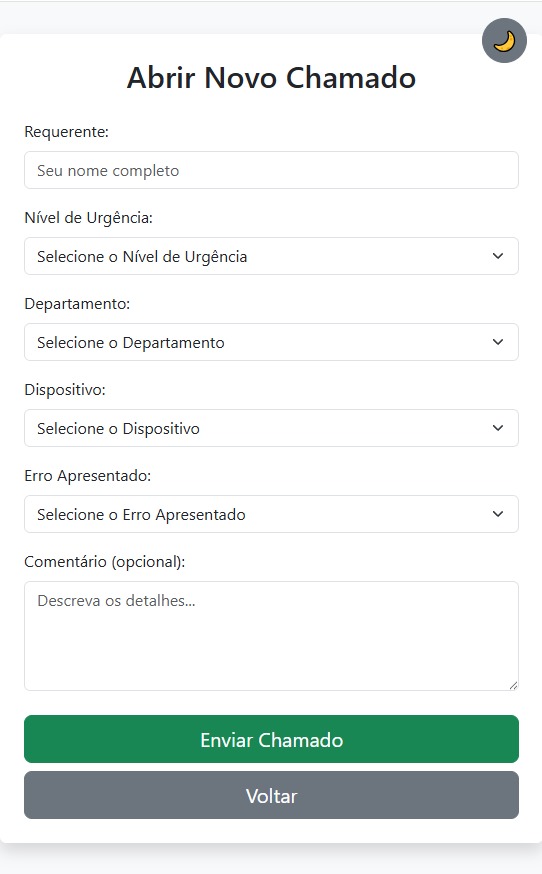 Abrir Novo Chamado
Requerente:
Seu nome completo
Nível de Urgência:
Selecione o Nível de Urgência
Departamento:
Selecione o Departamento
Dispositivo:
Selecione o Dispositivo
Erro Apresentado:
Selecione o Erro Apresentado
Comentário (opcional):
Descreva os detalhes...
Enviar Chamado
Voltar